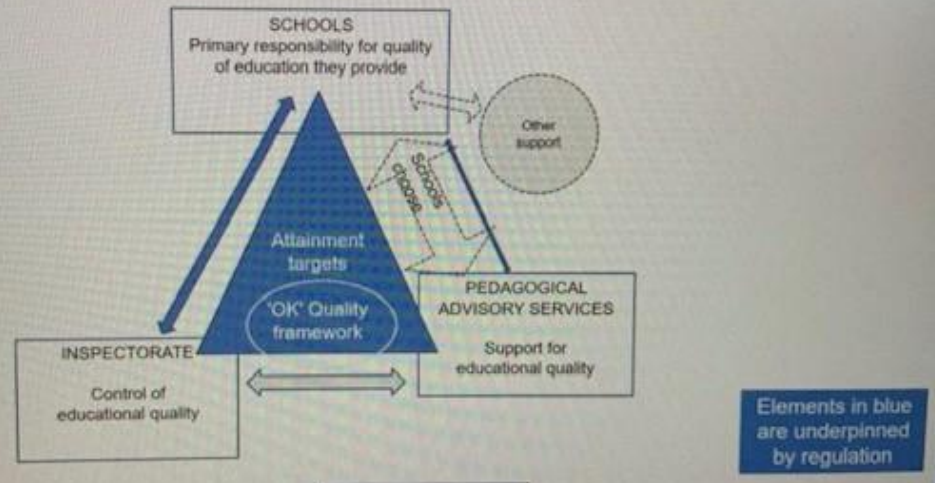 SCHOOLS
Primary responsibility for quality
of education they provide
Other
support
Schools
choose
Attainment
targets
'OK' Quality
framework
PEDAGOGICAL
ADVISORY SERVICES
Support for
educational quality
INSPECTORATE
Control of
educational quality
Elements in blue
are underpinned
by regulation